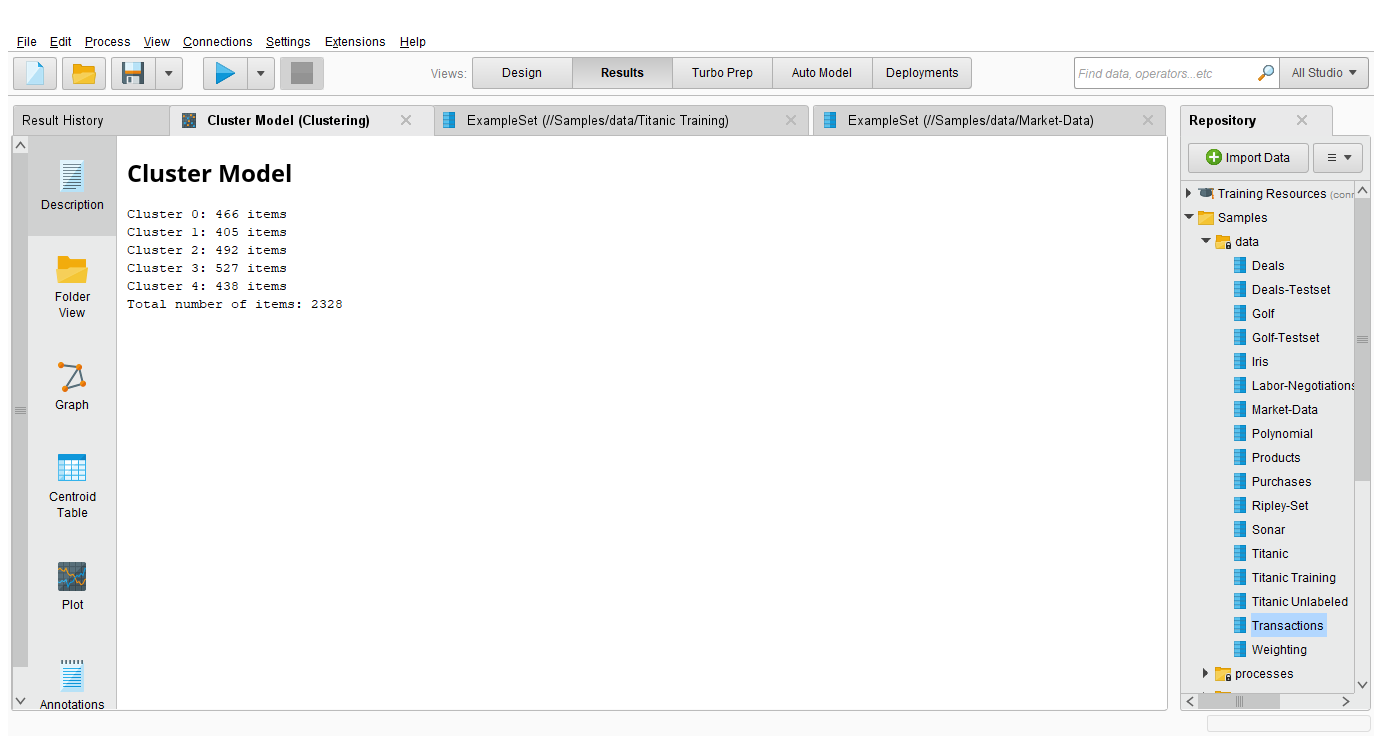 File Edit Process View Connections Settings Extensions Help
Views: Design Results Turbo Prep Auto Model Deployments Find data, operators...etc All Studio
Result History Cluster Model (Clustering) ExampleSet (//Samples/data/Titanic Training) ExampleSet (//Samples/data/Market-Data) Repository
Description
Folder
View
Graph
Centroid
Table
Plot
Annotations
Cluster Model
Cluster 0: 466 items
Cluster 1: 405 items
Cluster 2: 492 items
Cluster 3: 527 items
Cluster 4: 438 items
Total number of items: 2328
Import Data
Training Resources (conn
Samples
data
Deals
Deals-Testset
Golf
Golf-Testset
Iris
Labor-Negotiations
Market-Data
Polynomial
Products
Purchases
Ripley-Set
Sonar
Titanic
Titanic Training
Titanic Unlabeled
Transactions
Weighting
processes